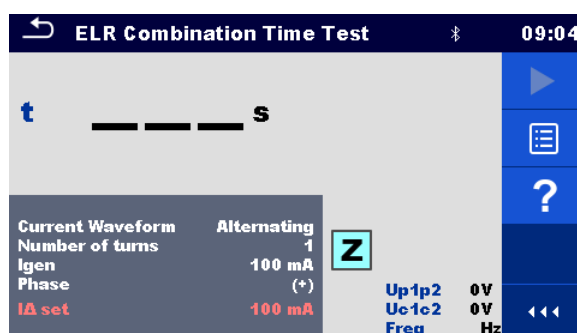 ELR Combination Time Test 09:04
t _ _ _ s
?
Current Waveform Alternating
Number of turns 1
Igen 100 mA
Phase (+)
IΔ set 100 mA
Z
Up1p2 0V
Uc1c2 0V
Freq Hz